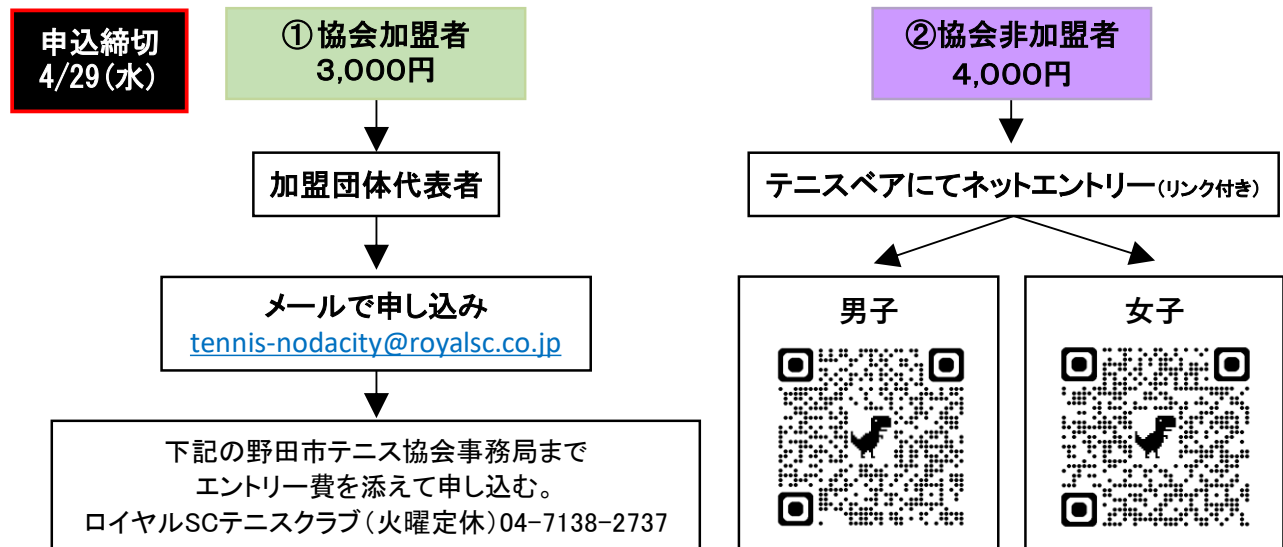 申込締切
4/29(水)
①協会加盟者
3,000円
加盟団体代表者
メールで申し込み
tennis-nodacity@royalsc.co.jp
下記の野田市テニス協会事務局まで
エントリー費を添えて申し込む。
ロイヤルSCテニスクラブ(火曜定休)04-7138-2737
②協会非加盟者
4,000円
テニスベアにてネットエントリー(リンク付き)
男子
女子